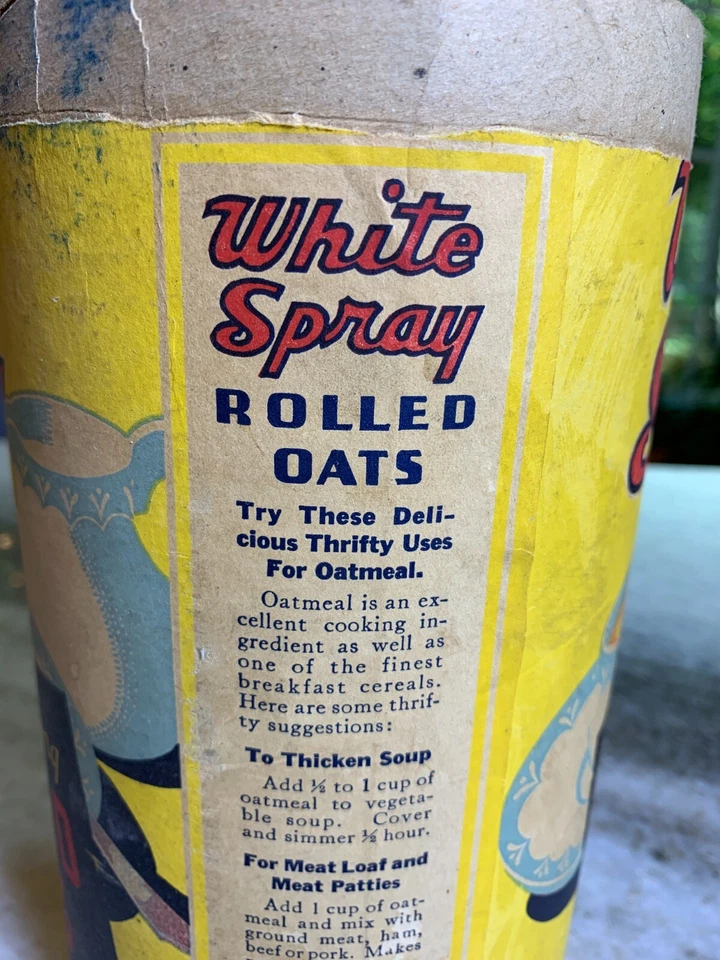 White
Spray
ROLLED
OATS
Try These Deli-
cious Thrifty Uses
For Oatmeal.
Oatmeal is an ex-
cellent cooking in-
gredient as well as
one of the finest
breakfast cereals.
Here are some thrif-
ty suggestions:
To Thicken Soup
Add ½ to 1 cup of
oatmeal to vegeta-
ble soup. Cover
and simmer ½ hour.
For Meat Loaf and
Meat Patties
Add 1 cup of oat-
meal and mix with
ground meat, ham,
beef or pork. Makes